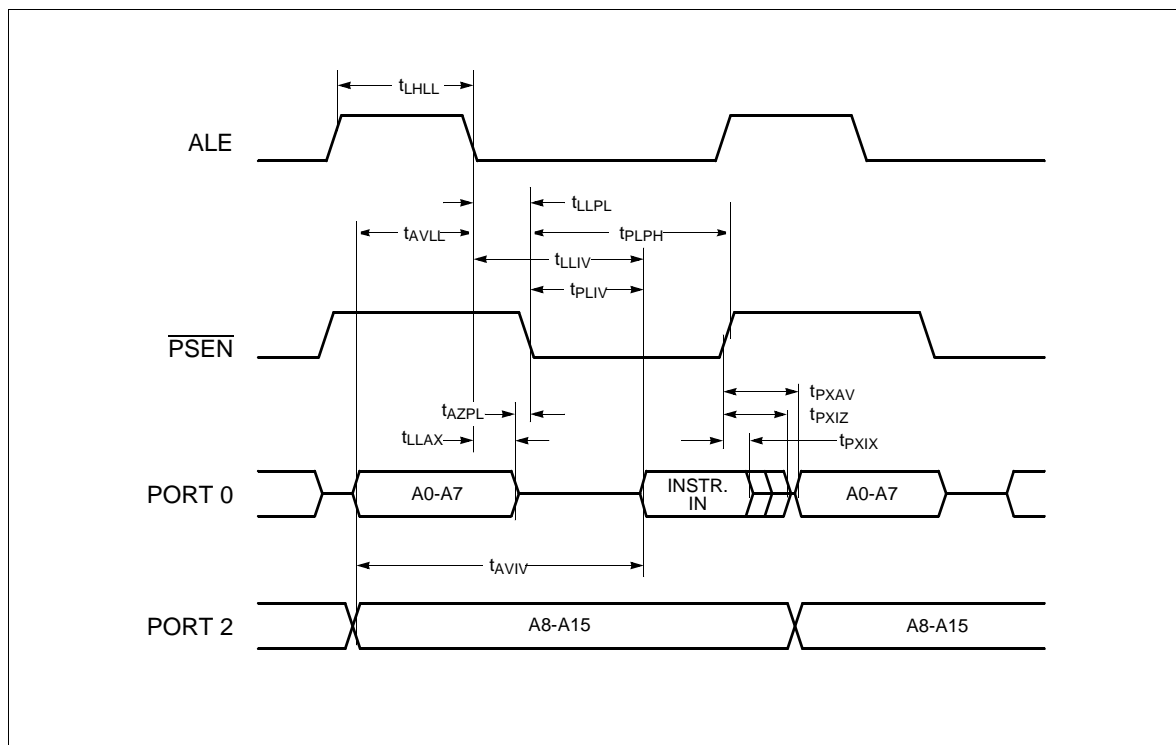 tLHLL
ALE
tLLPL
tAVLL
tPLPH
tLLIV
tPLIV
PSEN
tPXAV
tAZPL
tPXIZ
tLLAX
tPXIX
PORT 0
A0-A7
INSTR.
IN
A0-A7
tAVIV
PORT 2
A8-A15
A8-A15